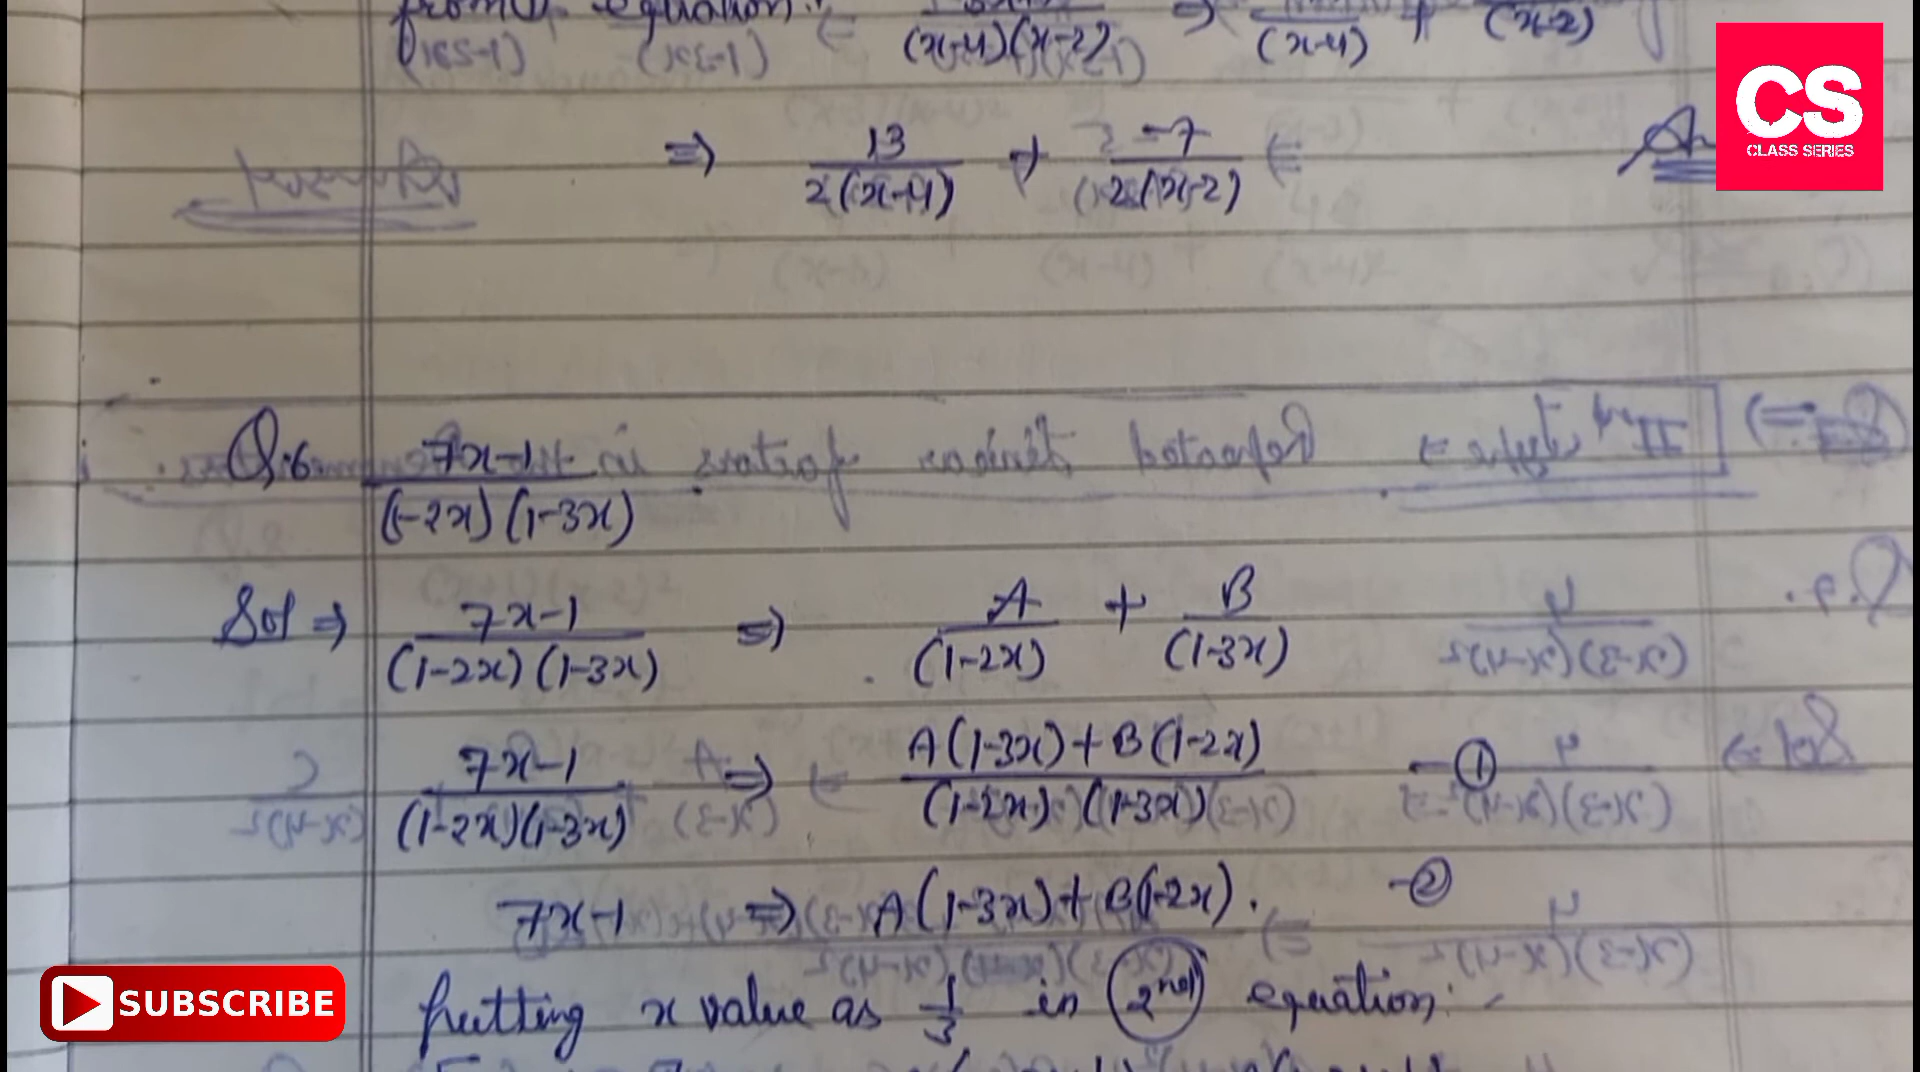 from equation:
(x-4)(x-2) ⇒ (x-4) + (x-2)
⇒ 13/2(x-4) + -7/2(x-2)
CS
CLASS SERIES
Q.6 7x-1/(1-2x)(1-3x)
Sol ⇒ 7x-1/(1-2x)(1-3x) ⇒ A/(1-2x) + B/(1-3x)
7x-1/(1-2x)(1-3x) ⇒ A(1-3x)+B(1-2x)/(1-2x)(1-3x) -①
7x-1 ⇒ A(1-3x)+B(1-2x). -②
putting x value as 1/3 in 2nd equation:-
SUBSCRIBE